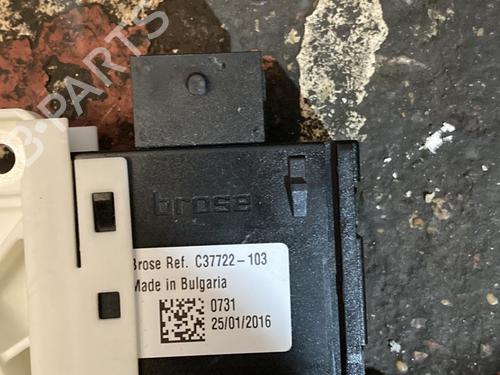 B-PARTS
brose
Brose Ref. C37722-103
Made in Bulgaria
0731
25/01/2016